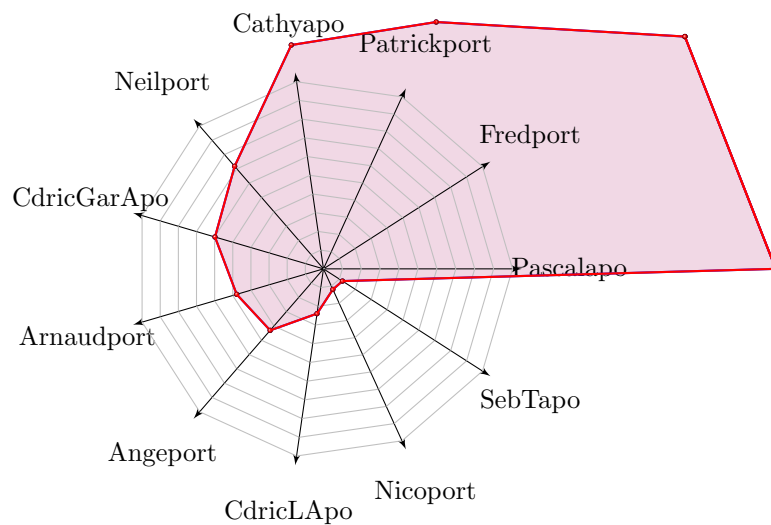 Cathyapo
Patrickport
Neilport
Fredport
CdricGarApo
Pascalapo
Arnaudport
SebTapo
Angeport
Nicoport
CdricLApo